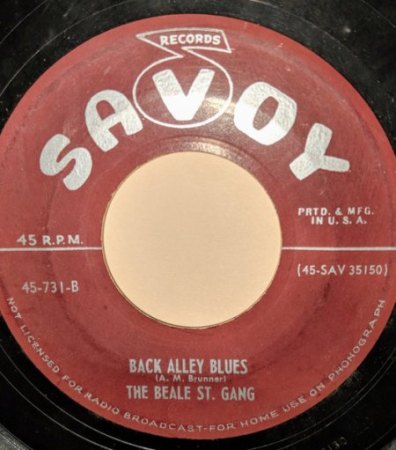 RECORDS
SAVOY
PRTD. & MFG.
IN U. S. A.
45 R.P.M.
45-731-B
(45-SAV 35150)
BACK ALLEY BLUES
(A. M. Brunner)
THE BEALE ST. GANG
NOT LICENSED FOR RADIO BROADCAST-FOR HOME USE ON PHONOGRAPH